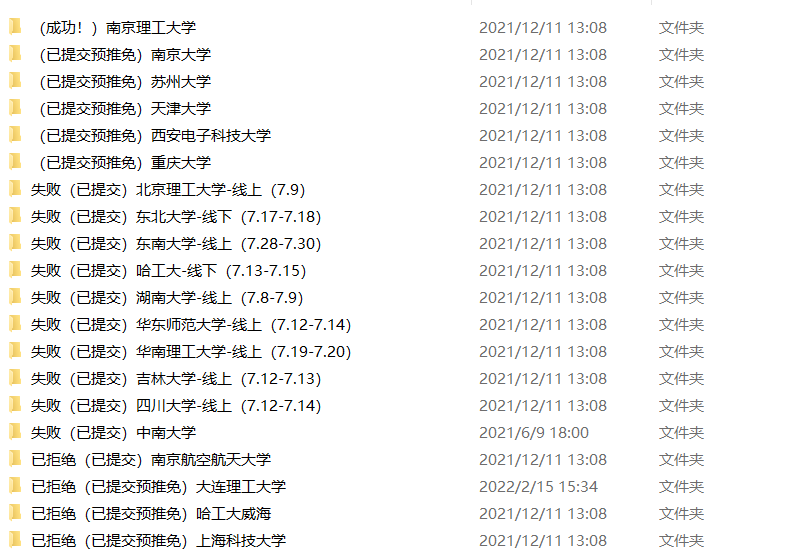 （成功！）南京理工大学 2021/12/11 13:08 文件夹
（已提交预推免）南京大学 2021/12/11 13:08 文件夹
（已提交预推免）苏州大学 2021/12/11 13:08 文件夹
（已提交预推免）天津大学 2021/12/11 13:08 文件夹
（已提交预推免）西安电子科技大学 2021/12/11 13:08 文件夹
（已提交预推免）重庆大学 2021/12/11 13:08 文件夹
失败（已提交）北京理工大学-线上（7.9） 2021/12/11 13:08 文件夹
失败（已提交）东北大学-线下（7.17-7.18） 2021/12/11 13:08 文件夹
失败（已提交）东南大学-线上（7.28-7.30） 2021/12/11 13:08 文件夹
失败（已提交）哈工大-线下（7.13-7.15） 2021/12/11 13:08 文件夹
失败（已提交）湖南大学-线上（7.8-7.9） 2021/12/11 13:08 文件夹
失败（已提交）华东师范大学-线上（7.12-7.14） 2021/12/11 13:08 文件夹
失败（已提交）华南理工大学-线上（7.19-7.20） 2021/12/11 13:08 文件夹
失败（已提交）吉林大学-线上（7.12-7.13） 2021/12/11 13:08 文件夹
失败（已提交）四川大学-线上（7.12-7.14） 2021/12/11 13:08 文件夹
失败（已提交）中南大学 2021/6/9 18:00 文件夹
已拒绝（已提交）南京航空航天大学 2021/12/11 13:08 文件夹
已拒绝（已提交预推免）大连理工大学 2022/2/15 15:34 文件夹
已拒绝（已提交预推免）哈工大威海 2021/12/11 13:08 文件夹
已拒绝（已提交预推免）上海科技大学 2021/12/11 13:08 文件夹